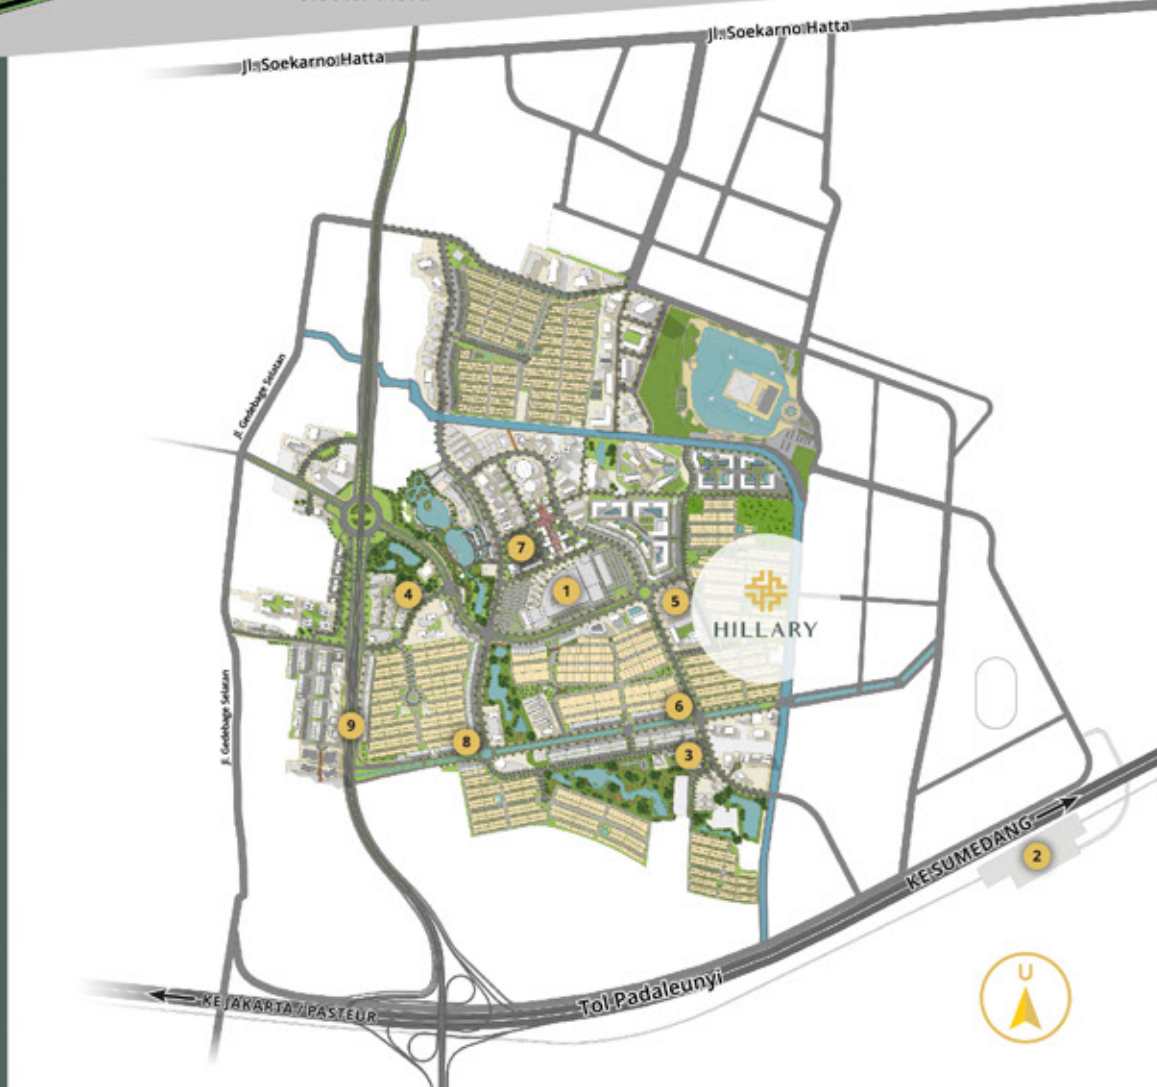 Jl. Soekarno Hatta
Jl. Soekarno Hatta
Jl. Gedebage Selatan
7
1
4
5
HILLARY
6
9
8
3
Jl. Gedebage Selatan
KE SUMEDANG
2
U
Tol Padaleunyi
KE JAKARTA / PASTEUR